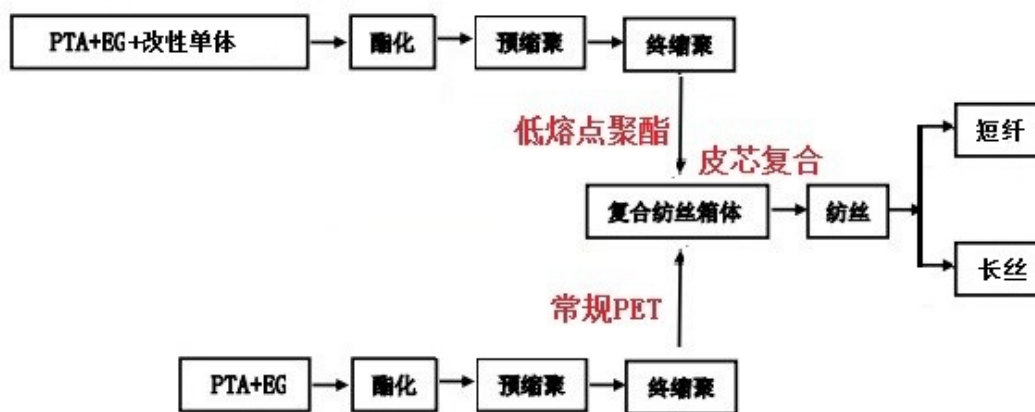 PTA+EG+改性单体
酯化
预缩聚
终缩聚
低熔点聚酯
皮芯复合
短纤
复合纺丝箱体
纺丝
长丝
常规PET
PTA+EG
酯化
预缩聚
终缩聚